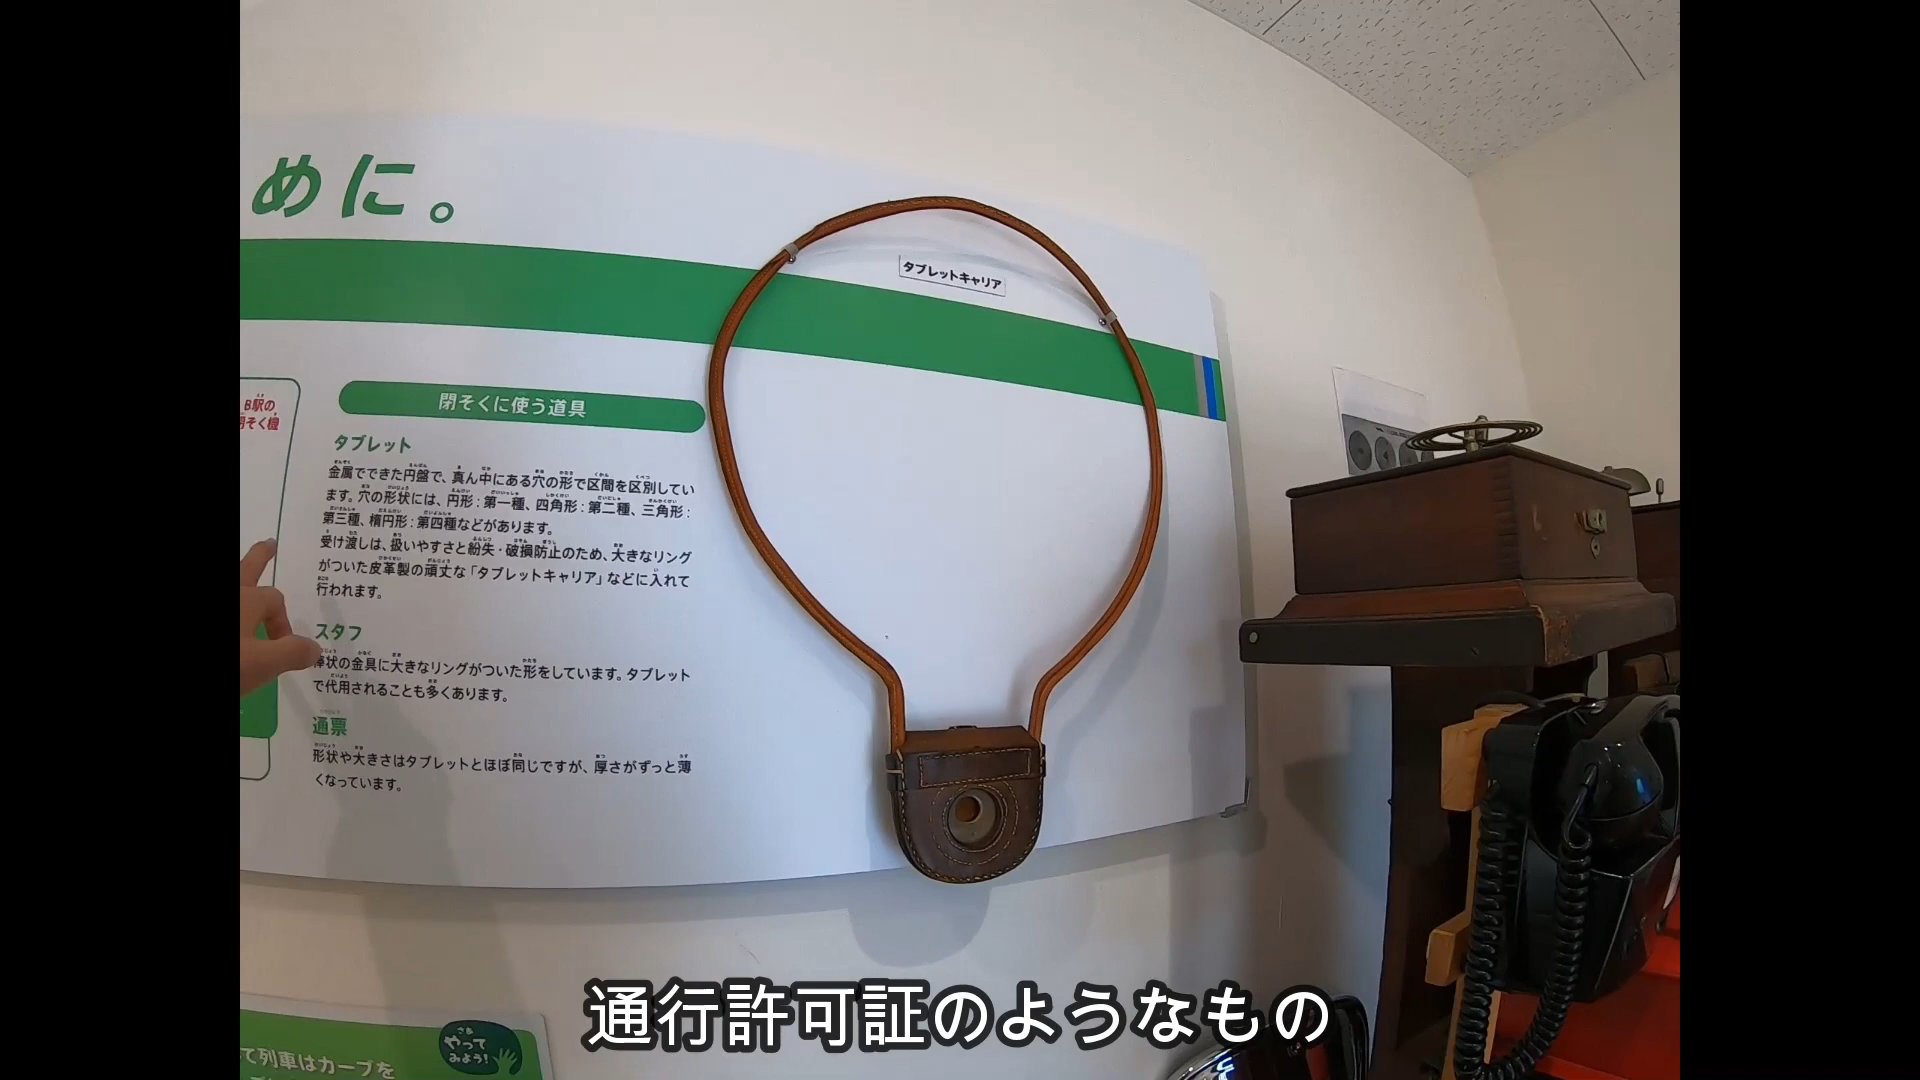 めに。
タブレットキャリア
B駅の
そく機
閉そくに使う道具
タブレット
金属でできた円盤で、真ん中にある穴の形で区間を区別してい
ます。穴の形状には、円形：第一種、四角形：第二種、三角形：
第三種、楕円形：第四種などがあります。
受け渡しは、扱いやすさと紛失・破損防止のため、大きなリング
がついた皮革製の頑丈な「タブレットキャリア」などに入れて
行われます。
スタフ
棒状の金具に大きなリングがついた形をしています。タブレット
で代用されることも多くあります。
通票
形状や大きさはタブレットとほぼ同じですが、厚さがずっと薄
くなっています。
さぁ
やって
みよう!
て列車はカーブを
通行許可証のようなもの